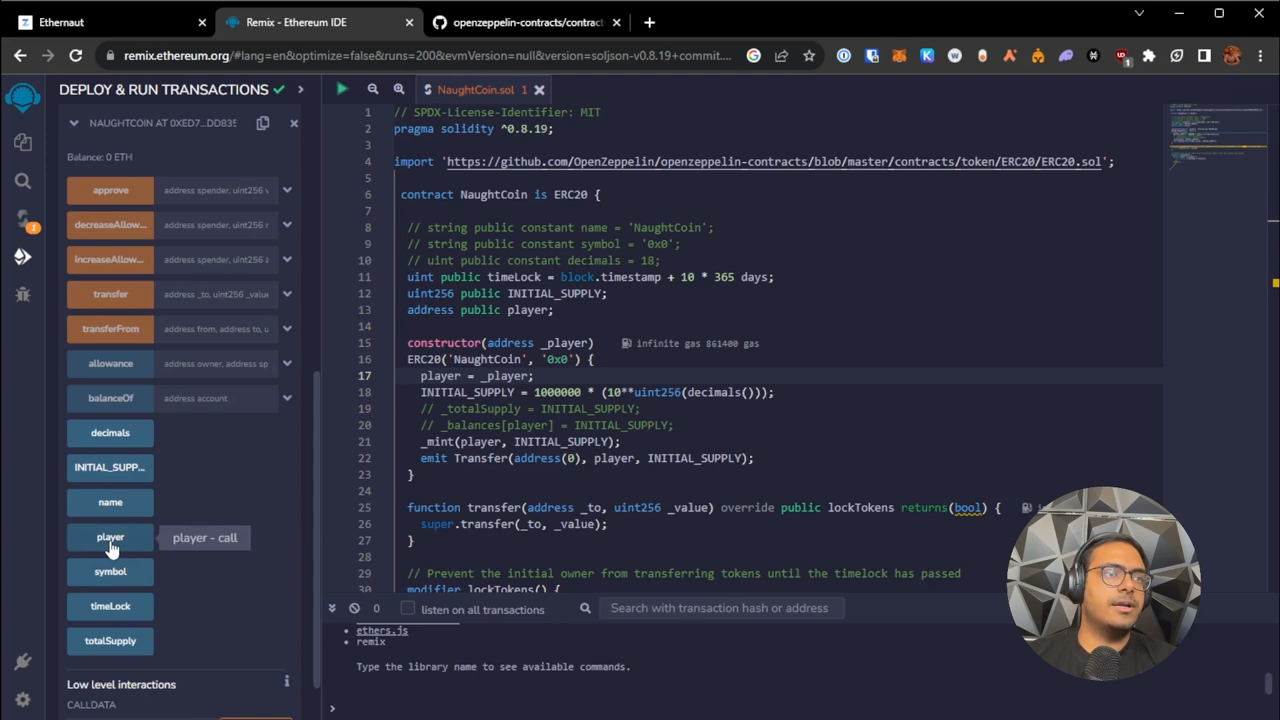 Ethernaut
Remix - Ethereum IDE
openzeppelin-contracts/contract
remix.ethereum.org/#lang=en&optimize=false&runs=200&evmVersion=null&version=soljson-v0.8.19+commit....
DEPLOY & RUN TRANSACTIONS
NAUGHTCOIN AT 0XED7...DD835
Balance: 0 ETH
approve address spender, uint256 v
decreaseAllow... address spender, uint256 s
increaseAllow... address spender, uint256
transfer address _to, uint256 _value
transferFrom address from, address to, u
allowance address owner, address sp
balanceOf address account
decimals
INITIAL_SUPP...
name
player
player - call
symbol
timeLock
totalSupply
Low level interactions
CALLDATA
NaughtCoin.sol 1
1 // SPDX-License-Identifier: MIT
2 pragma solidity ^0.8.19;
3
4 import 'https://github.com/OpenZeppelin/openzeppelin-contracts/blob/master/contracts/token/ERC20/ERC20.sol';
5
6 contract NaughtCoin is ERC20 {
7
8 // string public constant name = 'NaughtCoin';
9 // string public constant symbol = '0x0';
10 // uint public constant decimals = 18;
11 uint public timeLock = block.timestamp + 10 * 365 days;
12 uint256 public INITIAL_SUPPLY;
13 address public player;
14
15 constructor(address _player) infinite gas 861400 gas
16 ERC20('NaughtCoin', '0x0') {
17 player = _player;
18 INITIAL_SUPPLY = 1000000 * (10**uint256(decimals()));
19 // _totalSupply = INITIAL_SUPPLY;
20 // _balances[player] = INITIAL_SUPPLY;
21 _mint(player, INITIAL_SUPPLY);
22 emit Transfer(address(0), player, INITIAL_SUPPLY);
23 }
24
25 function transfer(address _to, uint256 _value) override public lockTokens returns(bool) {
26 super.transfer(_to, _value);
27 }
28
29 // Prevent the initial owner from transferring tokens until the timelock has passed
30 modifier lockTokens() {
0 listen on all transactions Search with transaction hash or address
• ethers.js
• remix
Type the library name to see available commands.
>